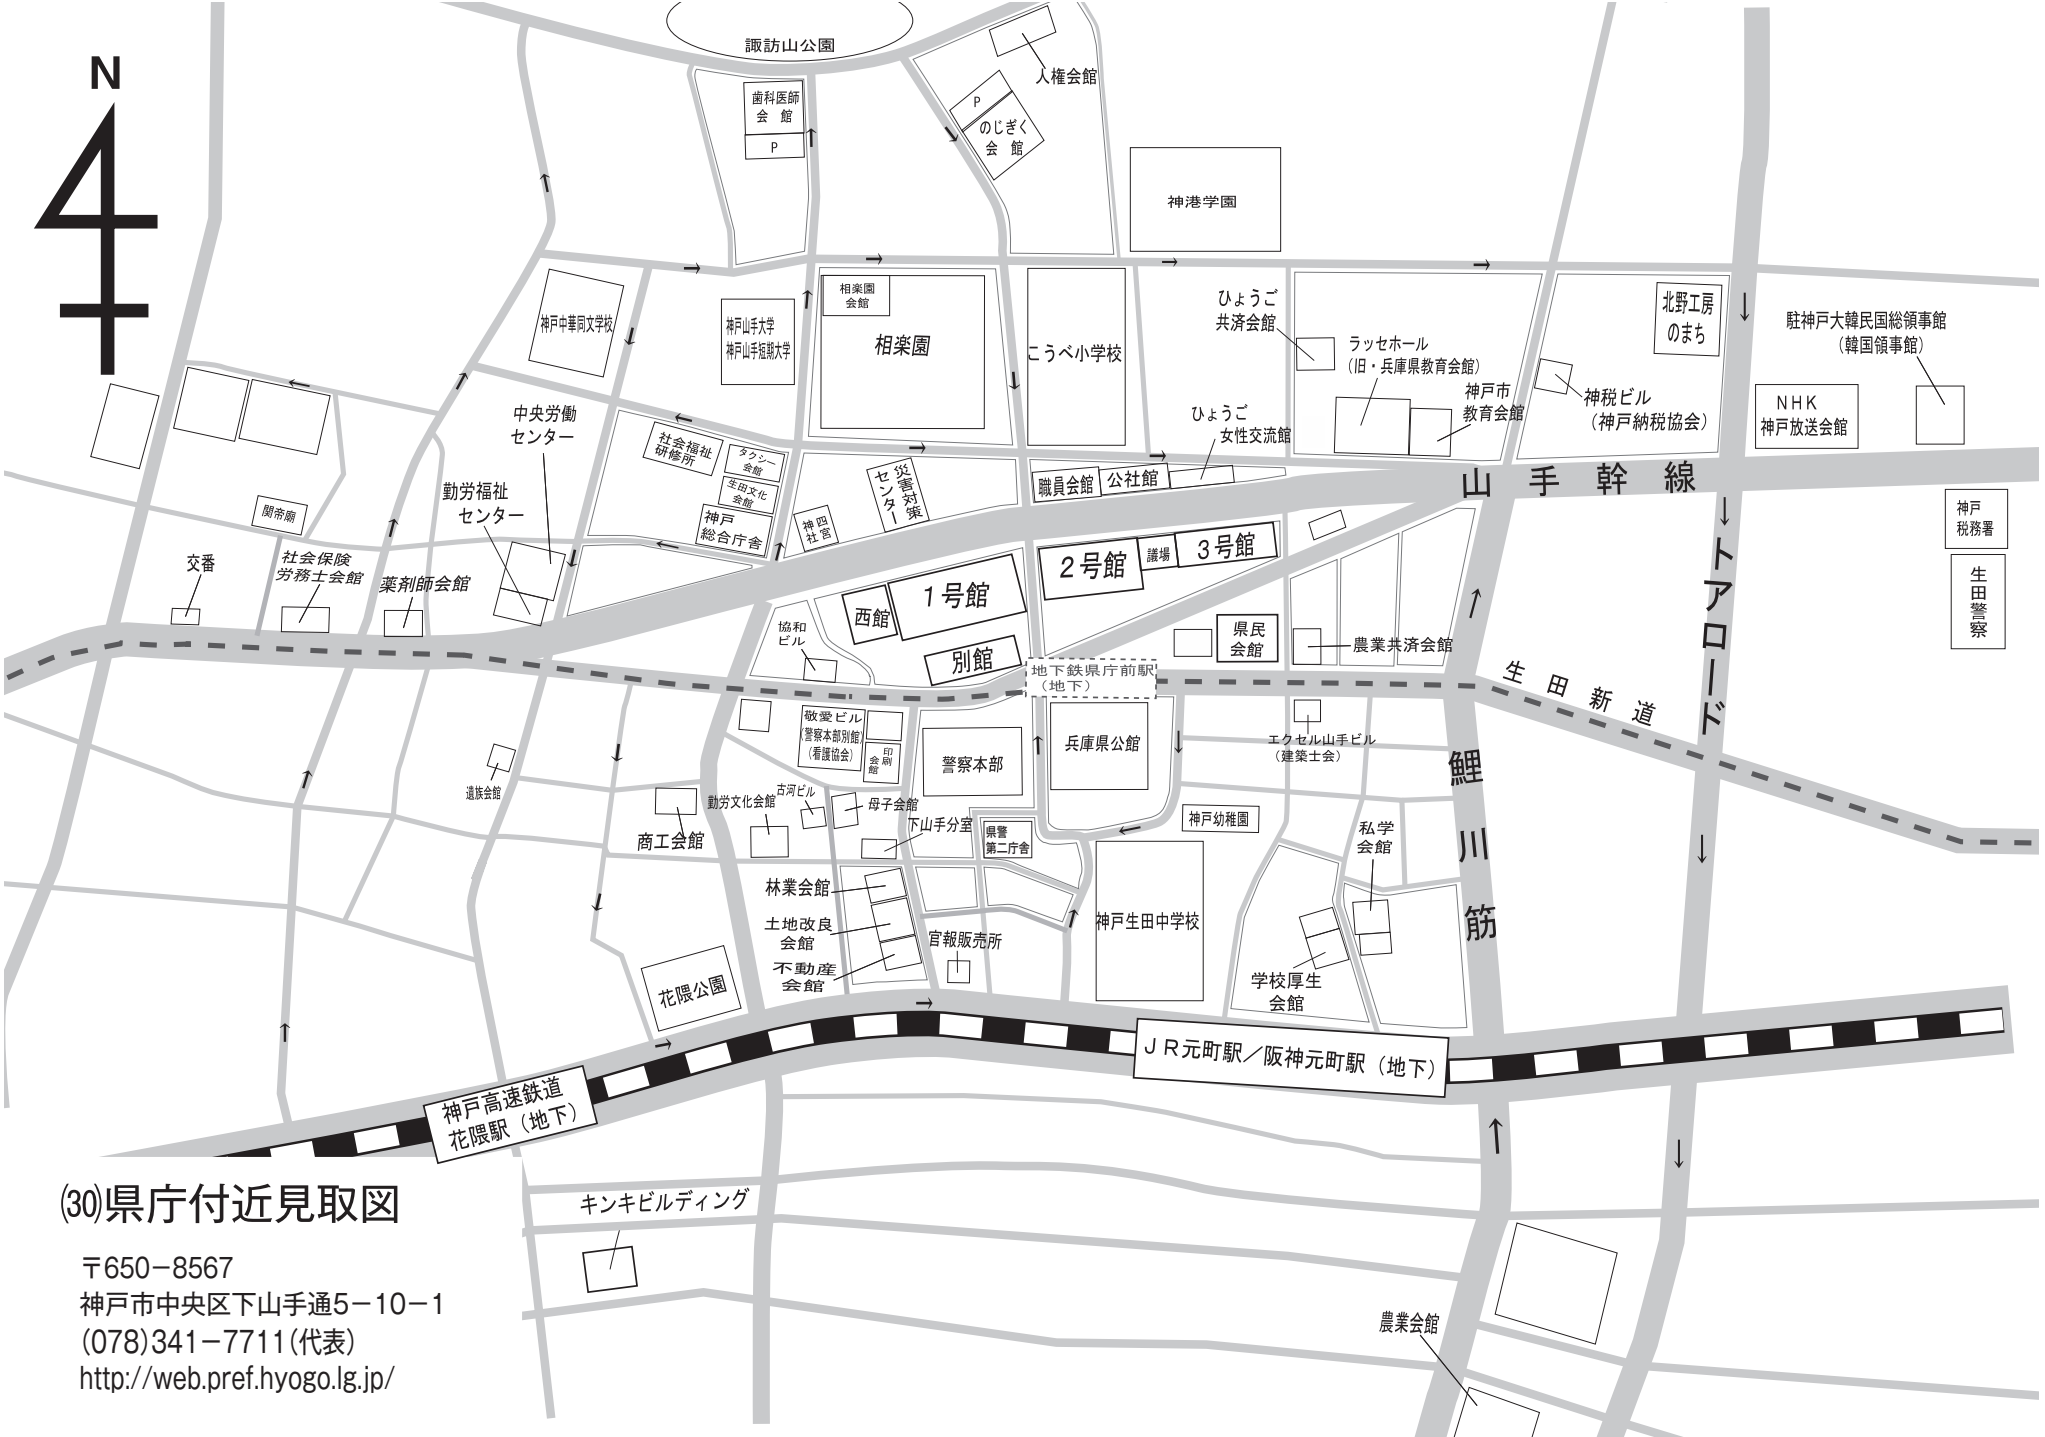 N
諏訪山公園
人権会館
歯科医師
会 館
P
P
のじぎく
会 館
神港学園
神戸中華同文学校
神戸山手大学
神戸山手短期大学
相楽園
会館
相楽園
こうべ小学校
ひょうご
共済会館
ラッセホール
(旧・兵庫県教育会館)
神戸市
教育会館
北野工房
のまち
神税ビル
(神戸納税協会)
駐神戸大韓民国総領事館
(韓国領事館)
NHK
神戸放送会館
中央労働
センター
社会福祉
研修所
タクシー
会館
生田文化
会館
神戸
総合庁舎
四宮
神社
災害対策
センター
職員会館
公社館
ひょうご
女性交流館
山手幹線
勤労福祉
センター
関帝廟
交番
社会保険
労務士会館
薬剤師会館
西館
1号館
2号館
議場
3号館
別館
協和
ビル
県民
会館
農業共済会館
神戸
税務署
生田警察
トアロード
地下鉄県庁前駅
(地下)
生田新道
敬愛ビル
(警察本部別館)
(看護協会)
印刷
会館
警察本部
兵庫県公館
エクセル山手ビル
(建築士会)
鯉川筋
遺族会館
商工会館
勤労文化会館
古河ビル
母子会館
下山手分室
県警
第二庁舎
神戸幼稚園
私学
会館
林業会館
土地改良
会館
不動産
会館
官報販売所
神戸生田中学校
学校厚生
会館
花隈公園
JR元町駅/阪神元町駅(地下)
神戸高速鉄道
花隈駅(地下)
キンキビルディング
農業会館
(30)県庁付近見取図
〒650-8567
神戸市中央区下山手通5-10-1
(078)341-7711(代表)
http://web.pref.hyogo.lg.jp/